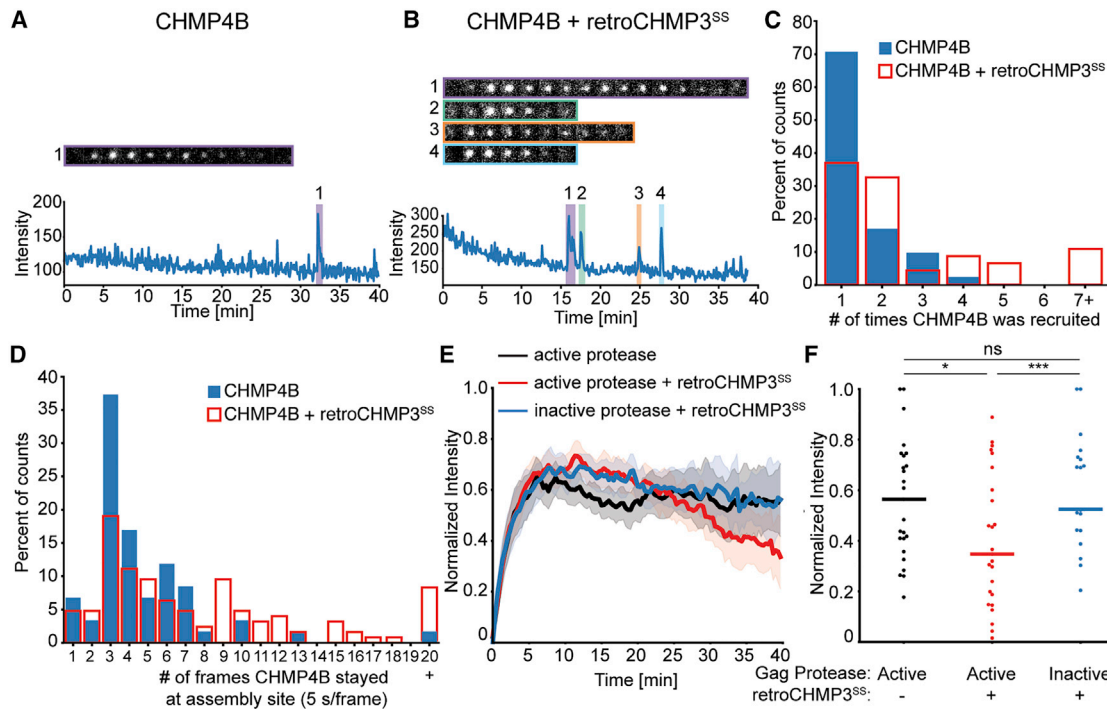 A
CHMP4B
1
1
200
150
100
Intensity
0 5 10 15 20 25 30 35 40
Time [min]
B
CHMP4B + retroCHMP3SS
1
2
3
4
1 2 3 4
300
250
200
150
Intensity
0 5 10 15 20 25 30 35 40
Time [min]
C
CHMP4B
CHMP4B + retroCHMP3SS
80
70
60
50
40
30
20
10
0
Percent of counts
1 2 3 4 5 6 7+
# of times CHMP4B was recruited
D
CHMP4B
CHMP4B + retroCHMP3SS
40
35
30
25
20
15
10
5
0
Percent of counts
1 2 3 4 5 6 7 8 9 10 11 12 13 14 15 16 17 18 19 20
+
# of frames CHMP4B stayed
at assembly site (5 s/frame)
E
active protease
active protease + retroCHMP3SS
inactive protease + retroCHMP3SS
1.0
0.8
0.6
0.4
0.2
0
Normalized Intensity
0 10 20 30 40
Time [min]
F
ns
* ***
1.0
0.8
0.6
0.4
0.2
0
Normalized Intensity
Gag Protease: Active Active Inactive
retroCHMP3SS: - + +